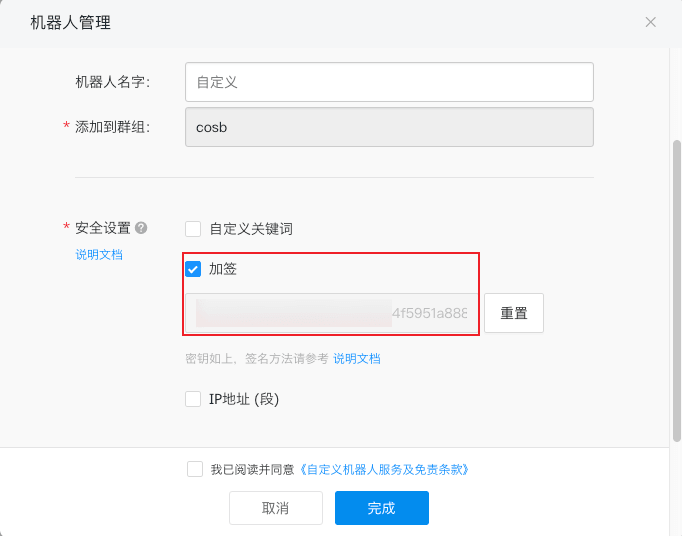 机器人管理
机器人名字:
自定义
* 添加到群组:
cosb
* 安全设置 ?
自定义关键词
说明文档
加签
4f5951a888
重置
密钥如上，签名方法请参考 说明文档
IP地址 (段)
我已阅读并同意《自定义机器人服务及免责条款》
取消
完成